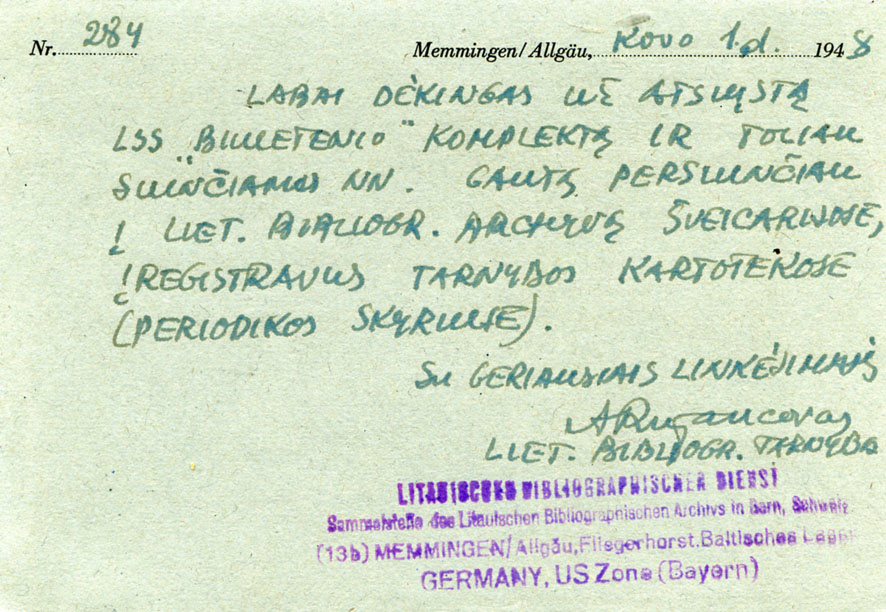 Nr. 284 Memmingen/Allgäu, Kovo 1 d. 1948
LABAI DĖKINGAS UŽ ATSIŲSTĄ
LSS "BIULETENIO" KOMPLEKTĄ IR TOLIAU
SIUNČIAMUS NN. GAUTĄ PERSIUNČIAU
Į LIET. BIBLIOGR. ARCHYVĄ ŠVEICARIJOJE,
ĮREGISTRAVUS TARNYBOS KARTOTEKOSE
(PERIODIKOS SKYRIUJE).
Su GERIAUSIAIS LINKĖJIMAIS
LIET. BIBLIOGR. TARNYBA
LITAUISCHER BIBLIOGRAPHISCHER DIENST
Sammelstelle des Litauischen Bibliographischen Archivs in Bern, Schweiz
(13b) MEMMINGEN/Allgäu, Fliegerhorst. Baltisches Lager
GERMANY, US Zone (Bayern)